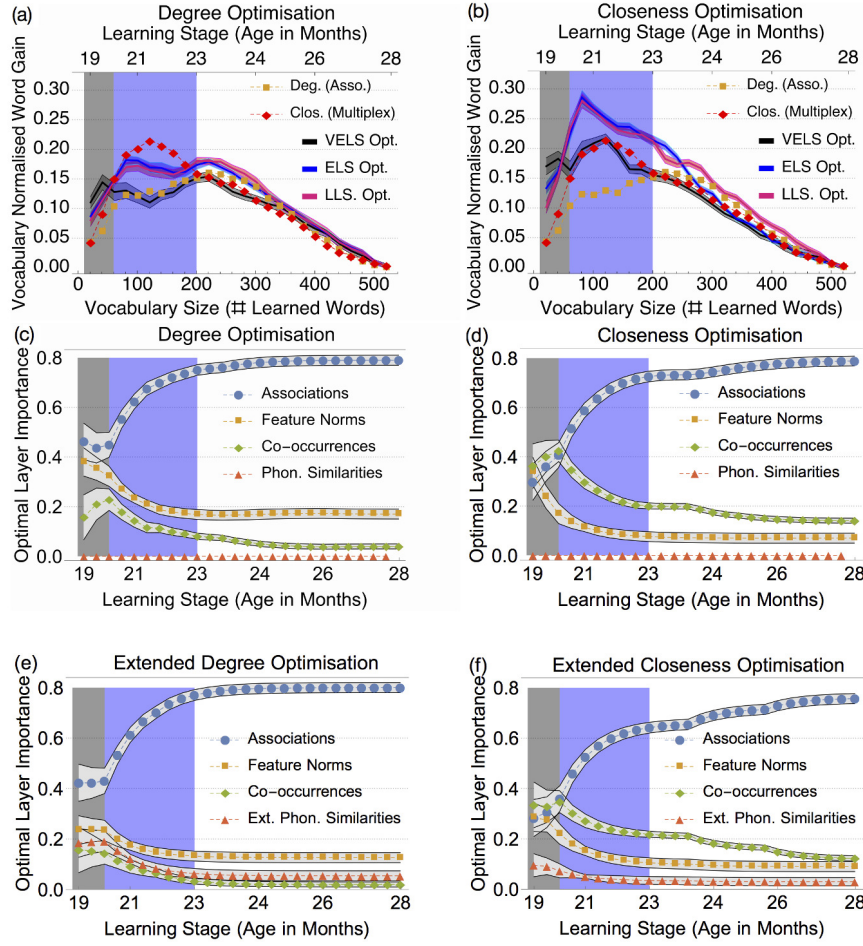 (a) Degree Optimisation
Learning Stage (Age in Months)
19 21 23 24 26 28
Vocabulary Normalised Word Gain
0.30
0.25
0.20
0.15
0.10
0.05
0.00
Deg. (Asso.)
Clos. (Multiplex)
VELS Opt.
ELS Opt.
LLS. Opt.
0 100 200 300 400 500
Vocabulary Size (# Learned Words)
(b) Closeness Optimisation
Learning Stage (Age in Months)
19 21 23 24 26 28
Vocabulary Normalised Word Gain
0.30
0.25
0.20
0.15
0.10
0.05
0.00
Deg. (Asso.)
Clos. (Multiplex)
VELS Opt.
ELS Opt.
LLS. Opt.
0 100 200 300 400 500
Vocabulary Size (# Learned Words)
(c) Degree Optimisation
Optimal Layer Importance
0.8
0.6
0.4
0.2
0.0
Associations
Feature Norms
Co-occurrences
Phon. Similarities
19 21 23 24 26 28
Learning Stage (Age in Months)
(d) Closeness Optimisation
Optimal Layer Importance
0.8
0.6
0.4
0.2
0.0
Associations
Feature Norms
Co-occurrences
Phon. Similarities
19 21 23 24 26 28
Learning Stage (Age in Months)
(e) Extended Degree Optimisation
Optimal Layer Importance
0.8
0.6
0.4
0.2
0.0
Associations
Feature Norms
Co-occurrences
Ext. Phon. Similarities
19 21 23 24 26 28
Learning Stage (Age in Months)
(f) Extended Closeness Optimisation
Optimal Layer Importance
0.8
0.6
0.4
0.2
0.0
Associations
Feature Norms
Co-occurrences
Ext. Phon. Similarities
19 21 23 24 26 28
Learning Stage (Age in Months)